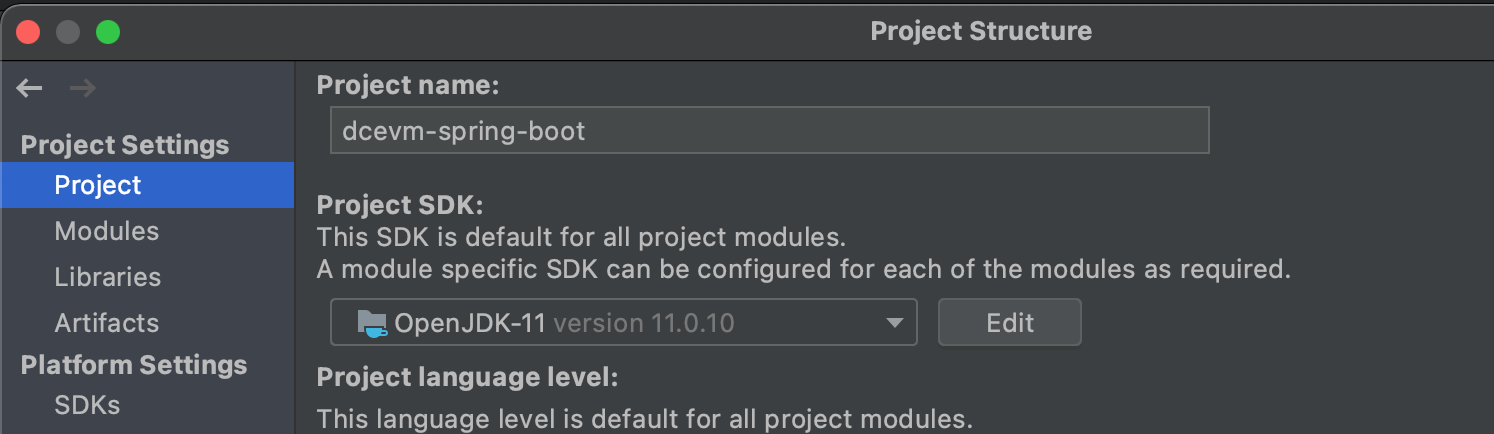 Project Structure
Project Settings
Project
Modules
Libraries
Artifacts
Platform Settings
SDKs
Project name:
dcevm-spring-boot
Project SDK:
This SDK is default for all project modules.
A module specific SDK can be configured for each of the modules as required.
OpenJDK-11 version 11.0.10
Edit
Project language level:
This language level is default for all project modules.